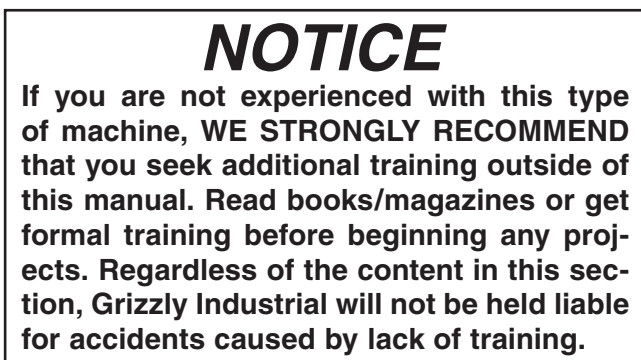 NOTICE
If you are not experienced with this type
of machine, WE STRONGLY RECOMMEND
that you seek additional training outside of
this manual. Read books/magazines or get
formal training before beginning any proj-
ects. Regardless of the content in this sec-
tion, Grizzly Industrial will not be held liable
for accidents caused by lack of training.